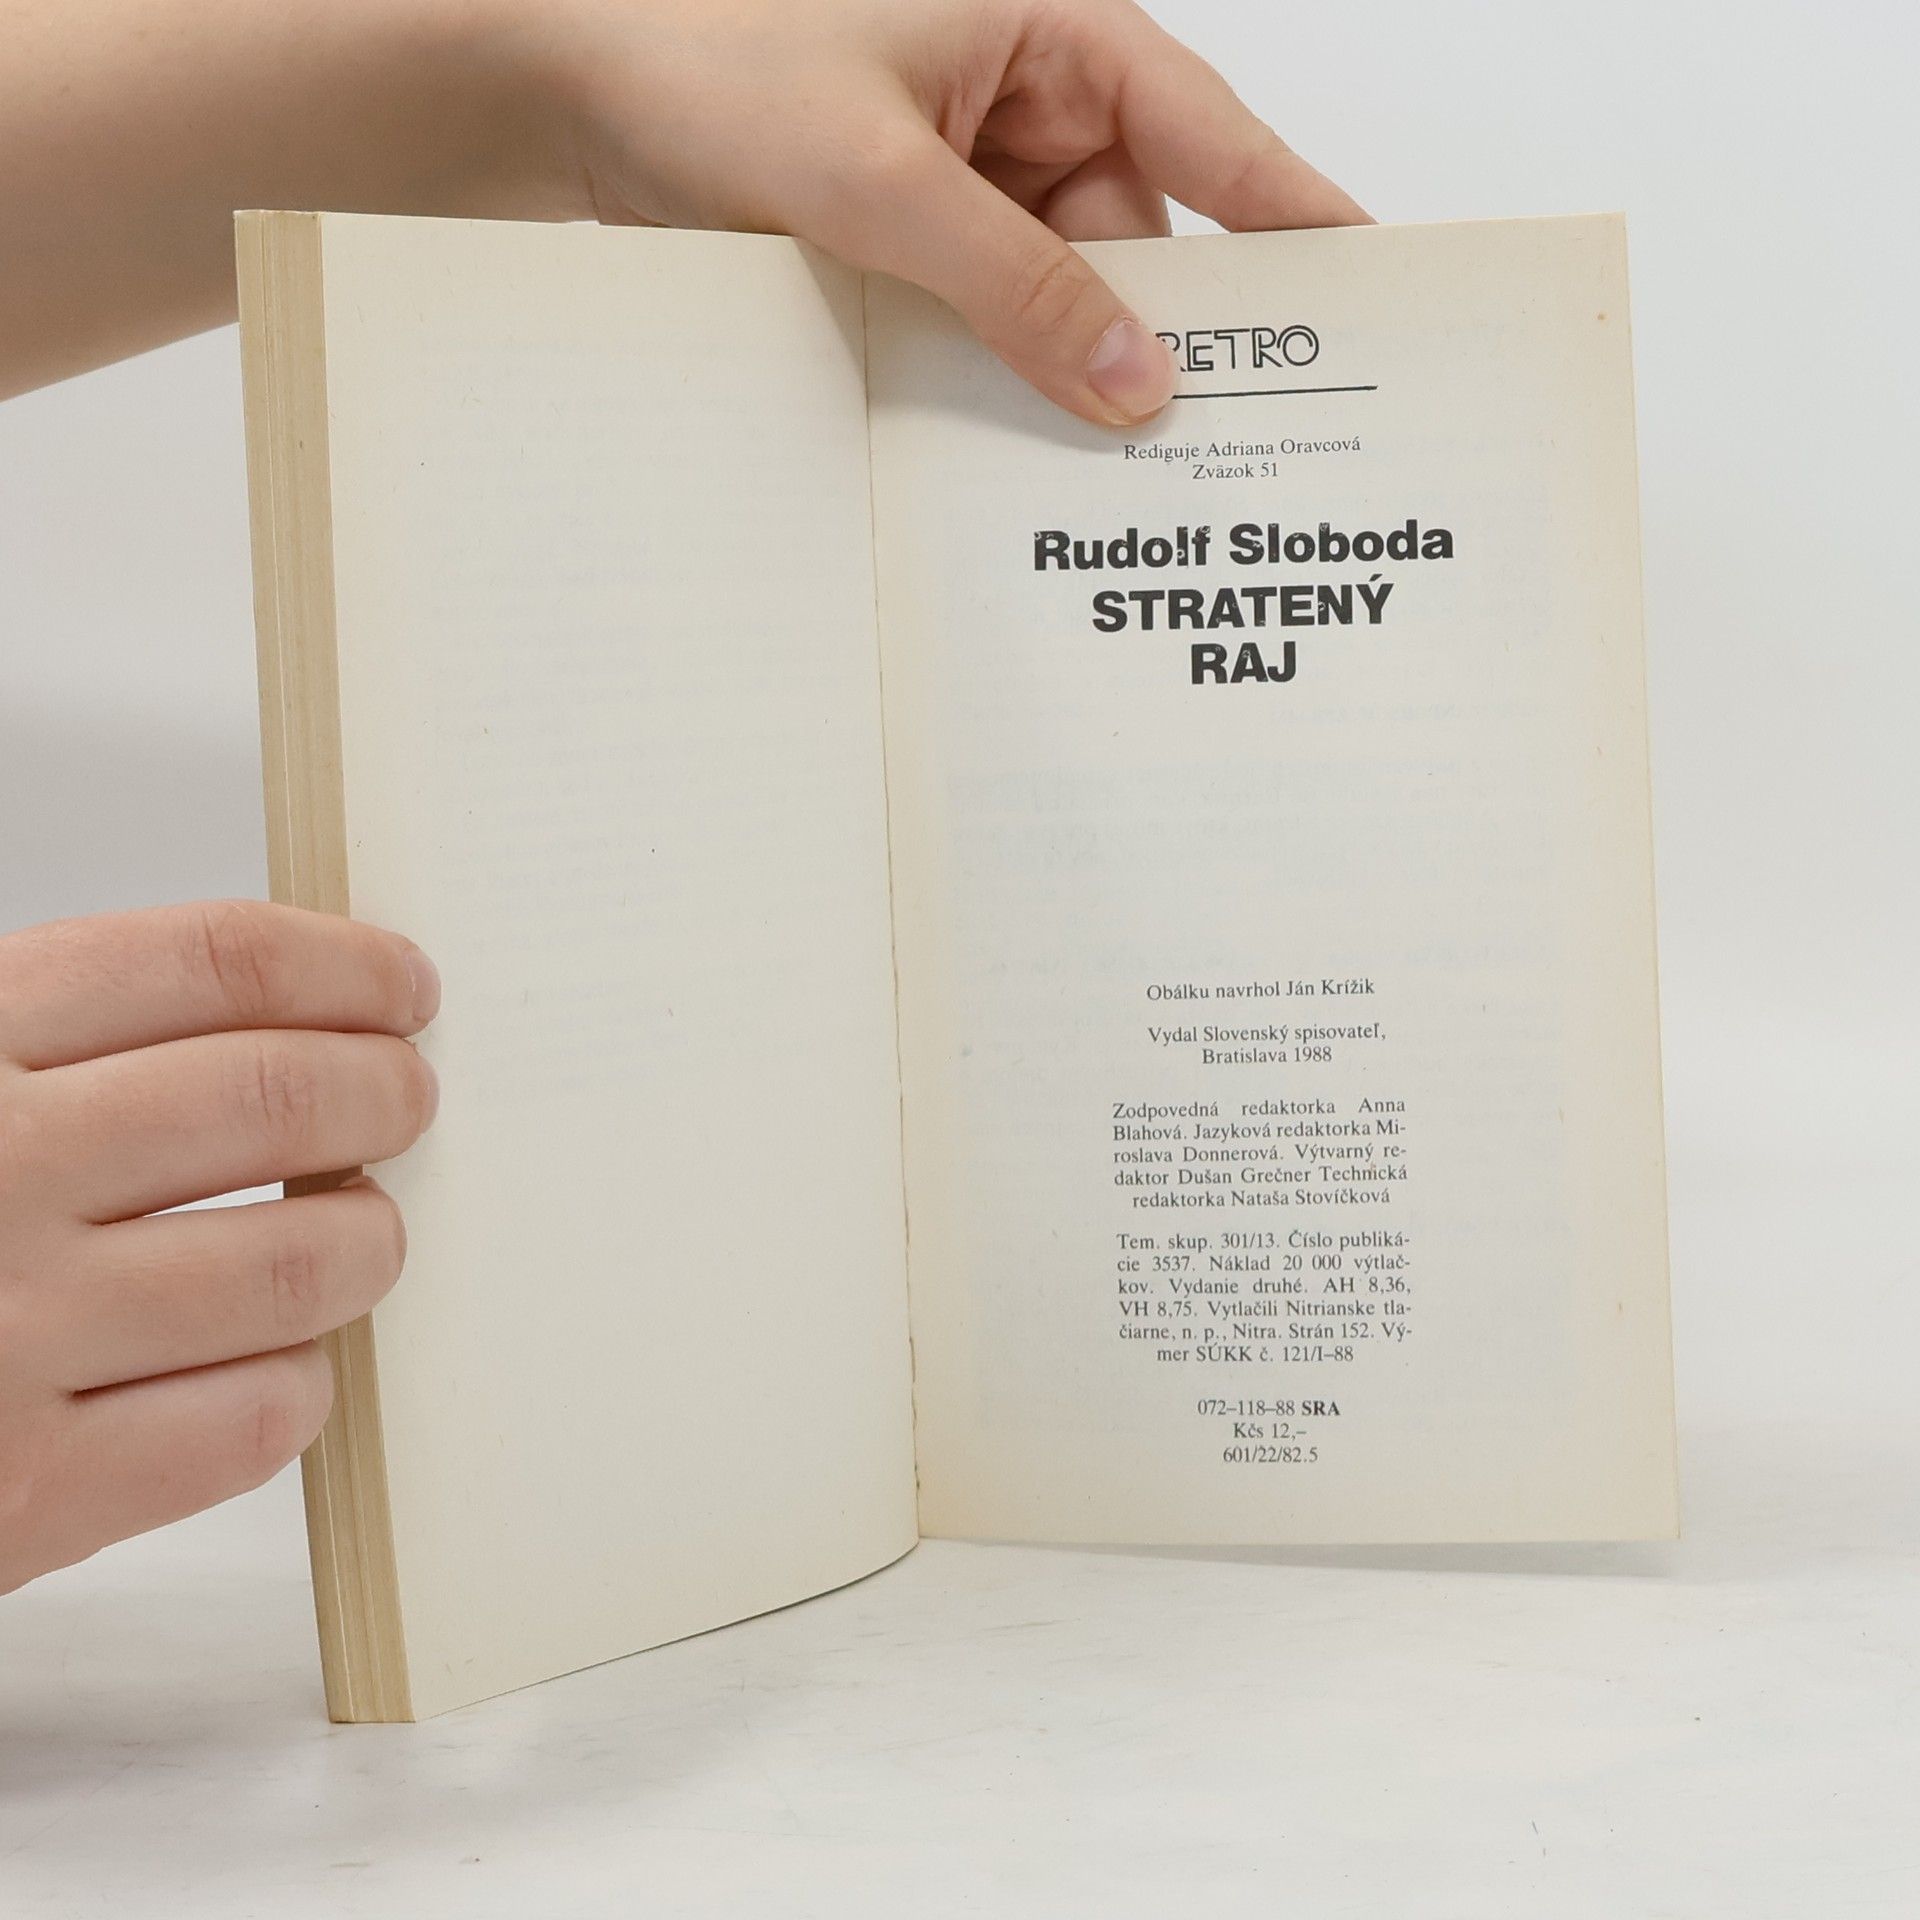 RETRO
Rediguje Adriana Oravcová
Zväzok 51
Rudolf Sloboda
STRATENÝ
RAJ
Obálku navrhol Ján Krížik
Vydal Slovenský spisovateľ,
Bratislava 1988
Zodpovedná redaktorka Anna
Blahová. Jazyková redaktorka Mi-
roslava Donnerová. Výtvarný re-
daktor Dušan Grečner Technická
redaktorka Nataša Stovíčková
Tem. skup. 301/13. Číslo publiká-
cie 3537. Náklad 20 000 výtlač-
kov. Vydanie druhé. AH 8,36,
VH 8,75. Vytlačili Nitrianske tla-
čiarne, n. p., Nitra. Strán 152. Vý-
mer SÚKK č. 121/I–88
072–118–88 SRA
Kčs 12,–
601/22/82.5